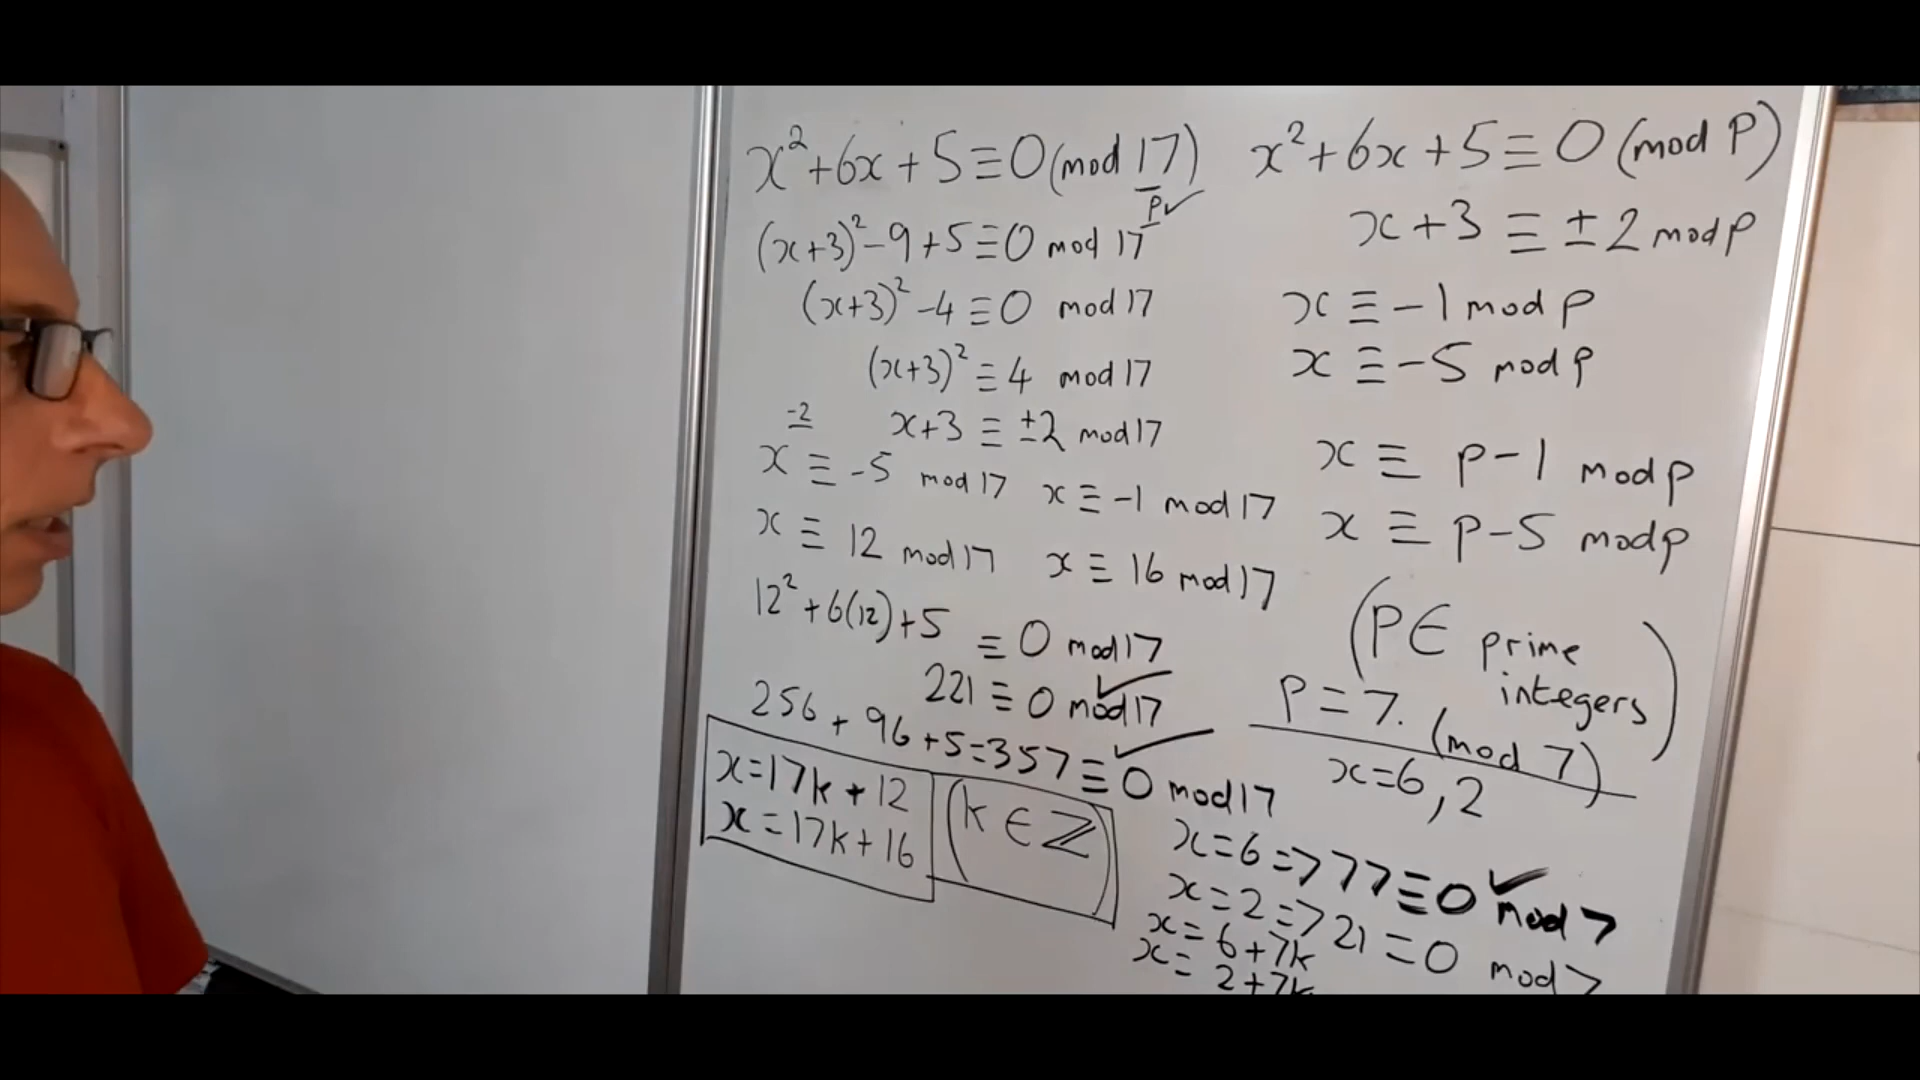 x²+6x+5≡0(mod 17)
p✓
(x+3)²-9+5≡0 mod 17
(x+3)²-4≡0 mod 17
(x+3)²≡4 mod 17
-2
x+3≡±2 mod 17
x≡-5 mod 17 x≡-1 mod 17
x≡12 mod 17 x≡16 mod 17
12²+6(12)+5≡0 mod 17
221≡0 mod 17 ✓
256+96+5=357≡0 mod 17 ✓
x=17k+12
x=17k+16
(k∈ℤ)
x²+6x+5≡0(mod P)
x+3≡±2 mod p
x≡-1 mod p
x≡-5 mod p
x≡p-1 mod p
x≡p-5 mod p
(P∈ prime
integers)
P=7. (mod 7)
x=6,2
x=6=>77≡0 mod 7 ✓
x=2=>21=0 mod 7
x=6+7k
x=2+7k